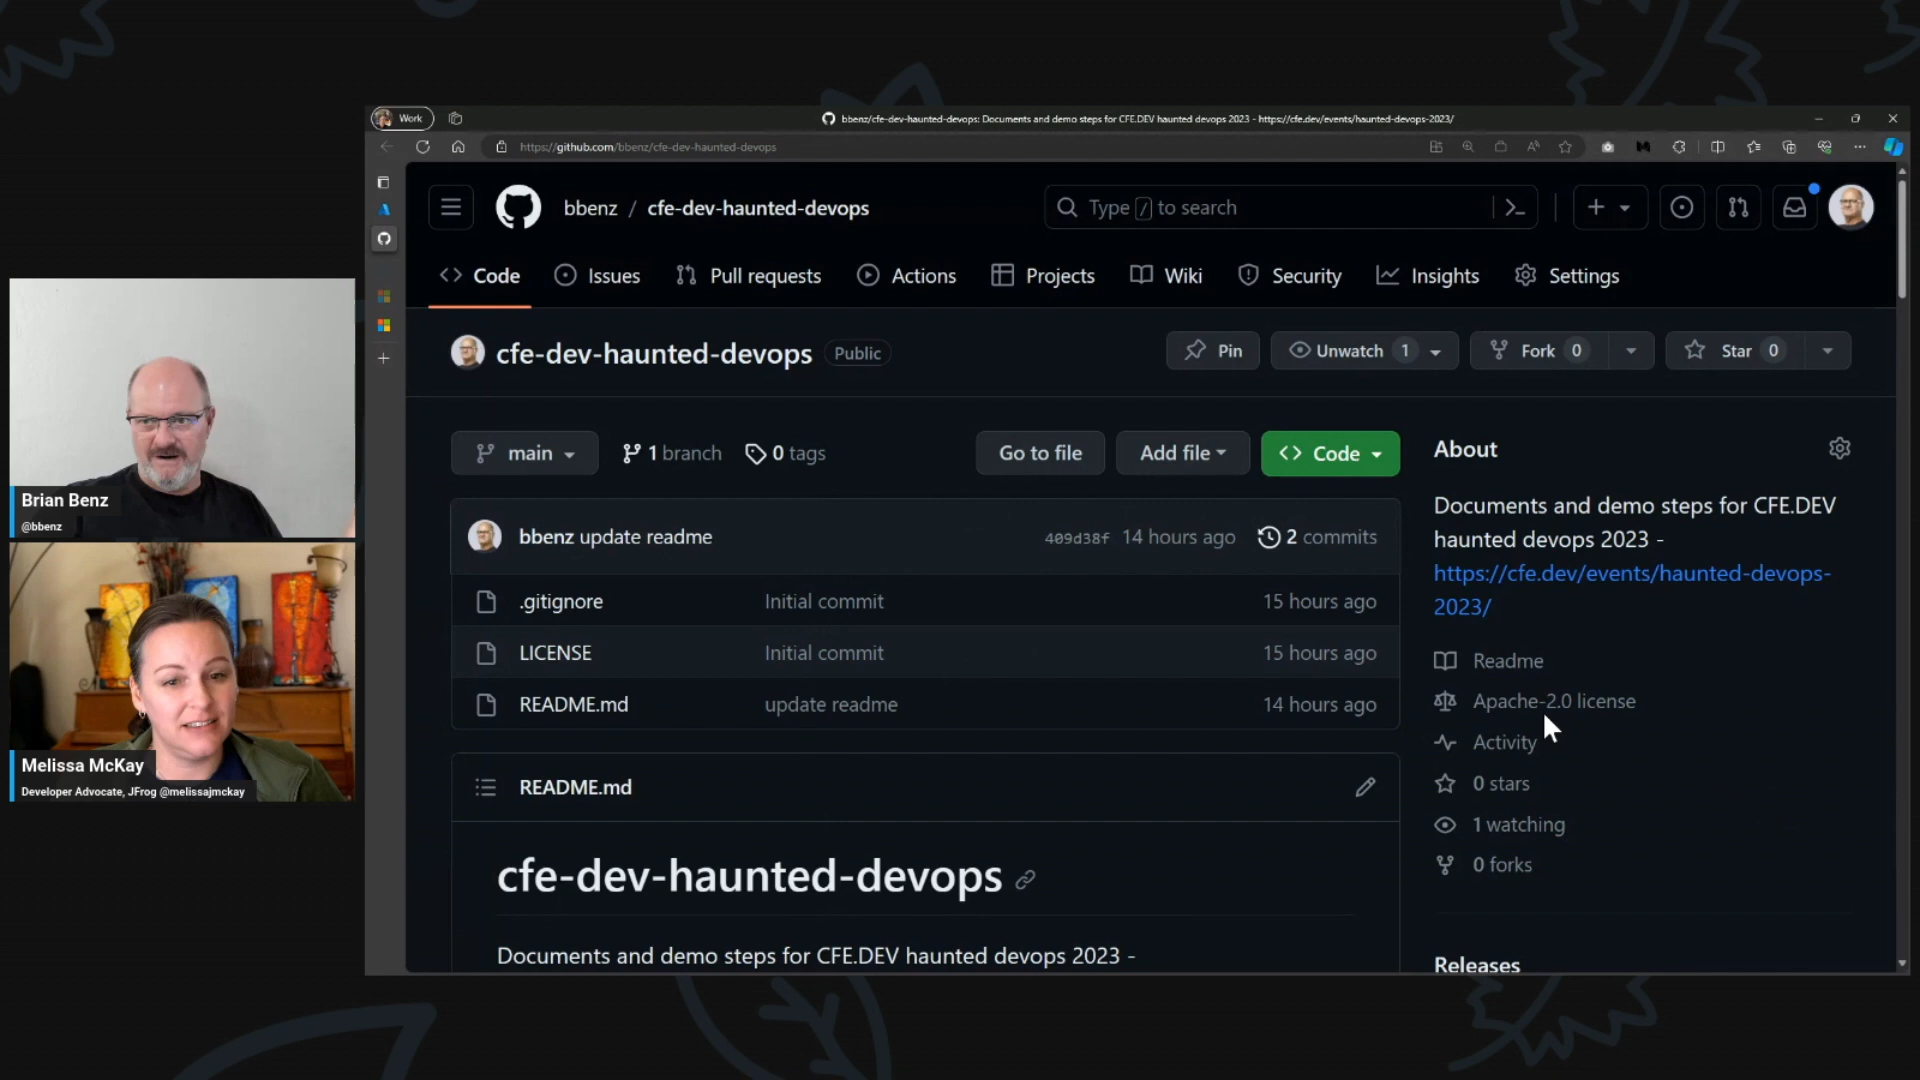 Work
bbenz/cfe-dev-haunted-devops: Documents and demo steps for CFE.DEV haunted devops 2023 - https://cfe.dev/events/haunted-devops-2023/
https://github.com/bbenz/cfe-dev-haunted-devops
bbenz / cfe-dev-haunted-devops
Type / to search
Code
Issues
Pull requests
Actions
Projects
Wiki
Security
Insights
Settings
cfe-dev-haunted-devops
Public
Pin
Unwatch 1
Fork 0
Star 0
main
1 branch
0 tags
Go to file
Add file
Code
bbenz update readme
409d38f 14 hours ago
2 commits
.gitignore
Initial commit
15 hours ago
LICENSE
Initial commit
15 hours ago
README.md
update readme
14 hours ago
README.md
cfe-dev-haunted-devops
Documents and demo steps for CFE.DEV haunted devops 2023 -
About
Documents and demo steps for CFE.DEV
haunted devops 2023 -
https://cfe.dev/events/haunted-devops-
2023/
Readme
Apache-2.0 license
Activity
0 stars
1 watching
0 forks
Releases
Brian Benz
@bbenz
Melissa McKay
Developer Advocate, JFrog @melissajmckay